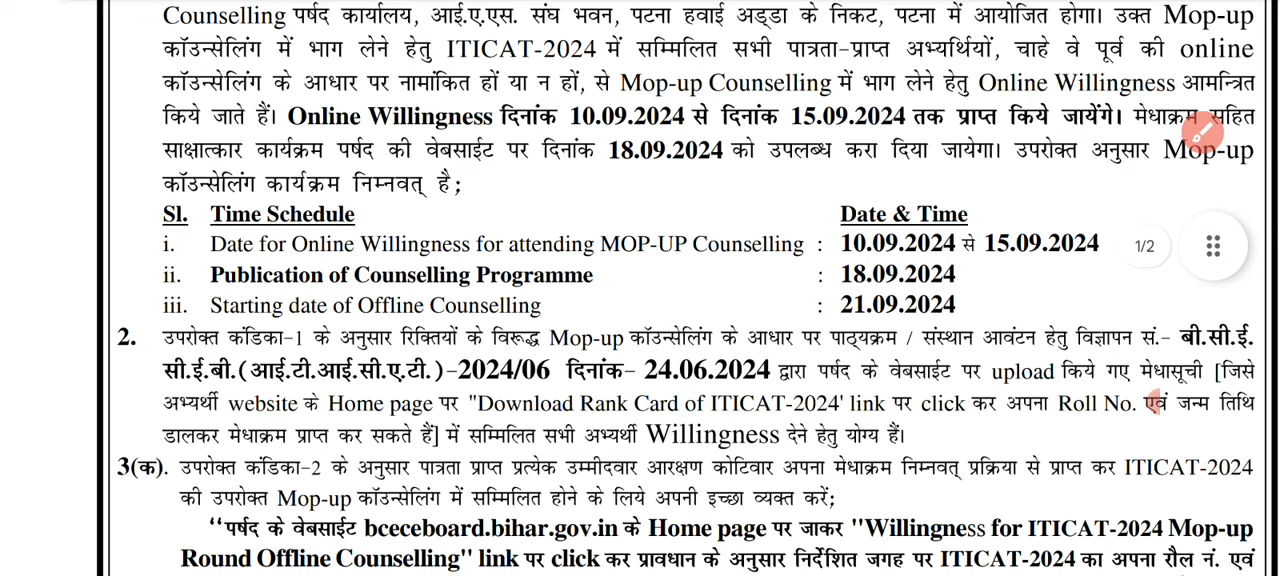 Counselling पर्षद कार्यालय, आई.ए.एस. संघ भवन, पटना हवाई अड्डा के निकट, पटना में आयोजित होगा। उक्त Mop-up
कॉउन्सेलिंग में भाग लेने हेतु ITICAT-2024 में सम्मिलित सभी पात्रता-प्राप्त अभ्यर्थियों, चाहे वे पूर्व की online
कॉउन्सेलिंग के आधार पर नामांकित हों या न हों, से Mop-up Counselling में भाग लेने हेतु Online Willingness आमन्त्रित
किये जाते हैं। Online Willingness दिनांक 10.09.2024 से दिनांक 15.09.2024 तक प्राप्त किये जायेंगे। मेधाक्रम सहित
साक्षात्कार कार्यक्रम पर्षद की वेबसाईट पर दिनांक 18.09.2024 को उपलब्ध करा दिया जायेगा। उपरोक्त अनुसार Mop-up
कॉउन्सेलिंग कार्यक्रम निम्नवत् है;
Sl. Time Schedule Date & Time
i. Date for Online Willingness for attending MOP-UP Counselling : 10.09.2024 से 15.09.2024
1/2
ii. Publication of Counselling Programme : 18.09.2024
iii. Starting date of Offline Counselling : 21.09.2024
2. उपरोक्त कंडिका-1 के अनुसार रिक्तियों के विरूद्ध Mop-up कॉउन्सेलिंग के आधार पर पाठ्यक्रम / संस्थान आवंटन हेतु विज्ञापन सं.- बी.सी.ई.
सी.ई.बी.(आई.टी.आई.सी.ए.टी.)-2024/06 दिनांक- 24.06.2024 द्वारा पर्षद के वेबसाईट पर upload किये गए मेधासूची [जिसे
अभ्यर्थी website के Home page पर "Download Rank Card of ITICAT-2024' link पर click कर अपना Roll No. एवं जन्म तिथि
डालकर मेधाक्रम प्राप्त कर सकते हैं] में सम्मिलित सभी अभ्यर्थी Willingness देने हेतु योग्य हैं।
3(क). उपरोक्त कंडिका-2 के अनुसार पात्रता प्राप्त प्रत्येक उम्मीदवार आरक्षण कोटिवार अपना मेधाक्रम निम्नवत् प्रक्रिया से प्राप्त कर ITICAT-2024
की उपरोक्त Mop-up कॉउन्सेलिंग में सम्मिलित होने के लिये अपनी इच्छा व्यक्त करें;
"पर्षद के वेबसाईट bceceboard.bihar.gov.in के Home page पर जाकर "Willingness for ITICAT-2024 Mop-up
Round Offline Counselling" link पर click कर प्रावधान के अनुसार निर्देशित जगह पर ITICAT-2024 का अपना रौल नं. एवं